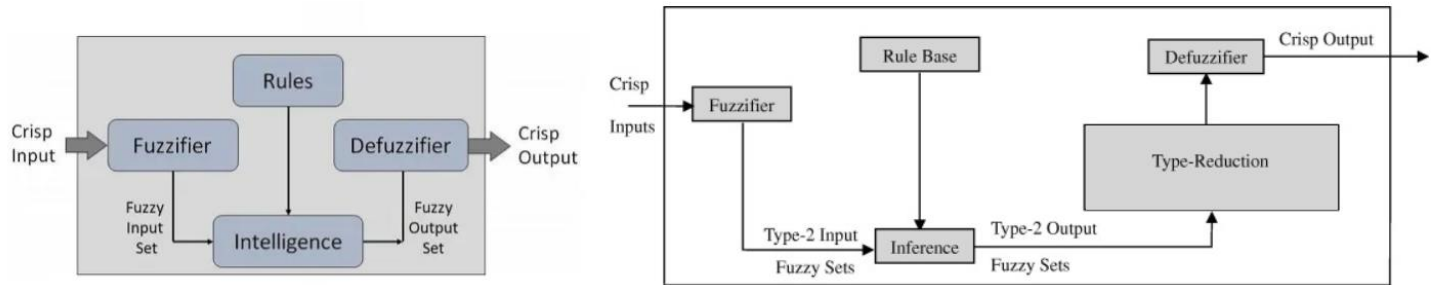 Rules
Crisp
Input
Fuzzifier
Defuzzifier
Crisp
Output
Fuzzy
Input
Set
Fuzzy
Output
Set
Intelligence
Crisp
Inputs
Fuzzifier
Rule Base
Defuzzifier
Crisp Output
Type-Reduction
Type-2 Input
Fuzzy Sets
Inference
Type-2 Output
Fuzzy Sets